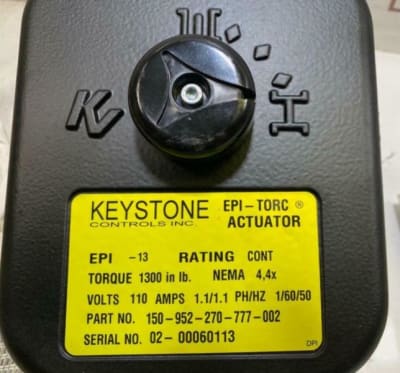 K
KEYSTONE EPI-TORC ®
CONTROLS INC. ACTUATOR
EPI -13 RATING CONT
TORQUE 1300 in lb. NEMA 4,4x
VOLTS 110 AMPS 1.1/1.1 PH/HZ 1/60/50
PART NO. 150-952-270-777-002
SERIAL NO. 02- 00060113
DPI